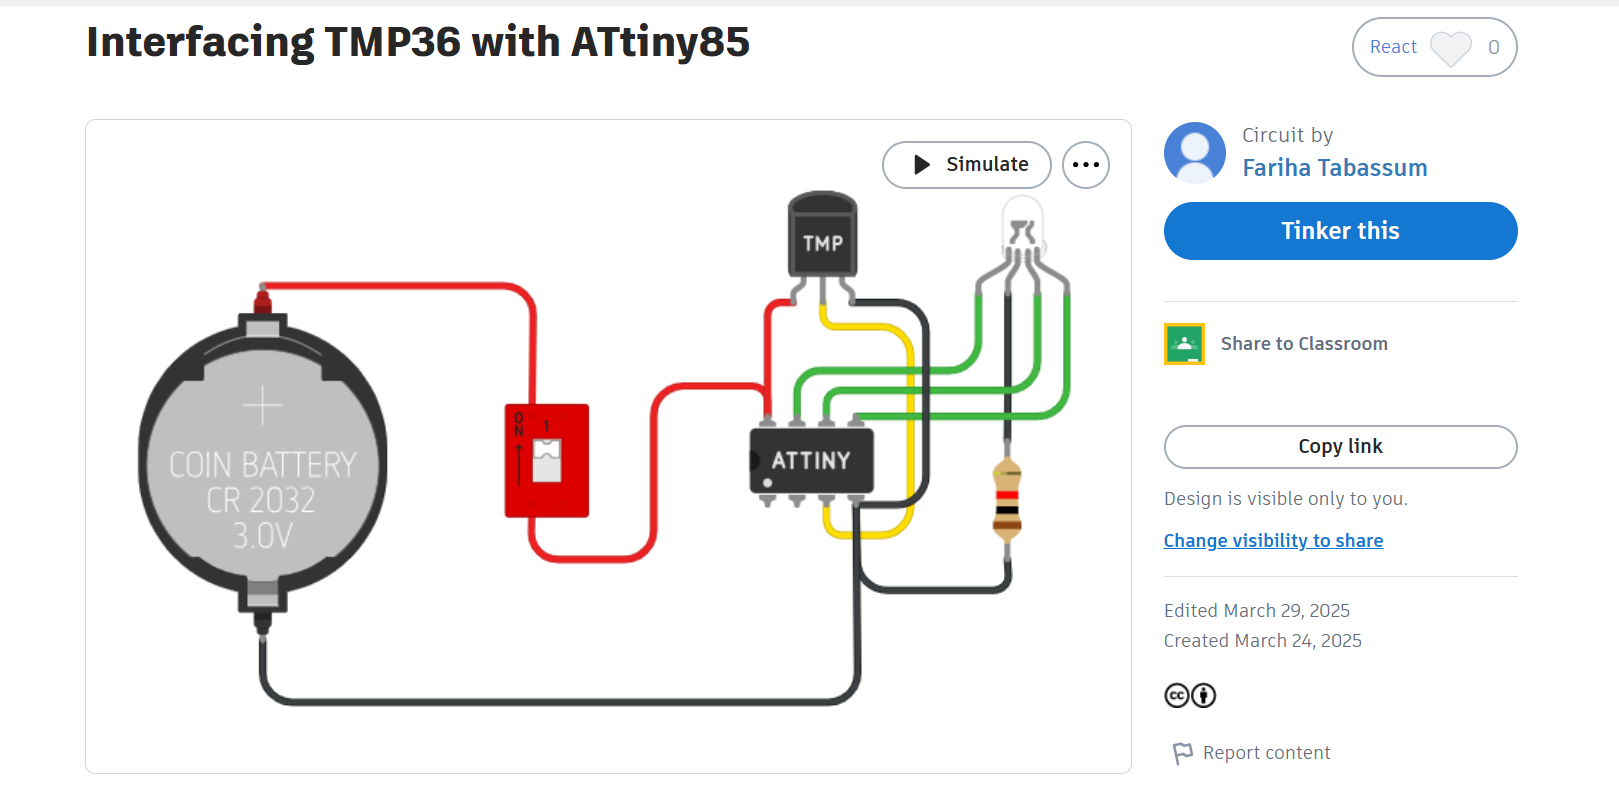 Interfacing TMP36 with ATtiny85
React 0
Simulate
Circuit by
Fariha Tabassum
Tinker this
TMP
Share to Classroom
ON
1
COIN BATTERY
CR 2032
3.0V
ATTINY
Copy link
Design is visible only to you.
Change visibility to share
Edited March 29, 2025
Created March 24, 2025
cc
Report content